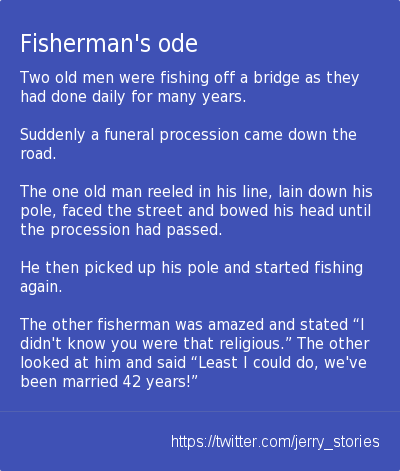 Fisherman's ode
Two old men were fishing off a bridge as they
had done daily for many years.
Suddenly a funeral procession came down the
road.
The one old man reeled in his line, lain down his
pole, faced the street and bowed his head until
the procession had passed.
He then picked up his pole and started fishing
again.
The other fisherman was amazed and stated “I
didn't know you were that religious.” The other
looked at him and said “Least I could do, we've
been married 42 years!”
https://twitter.com/jerry_stories